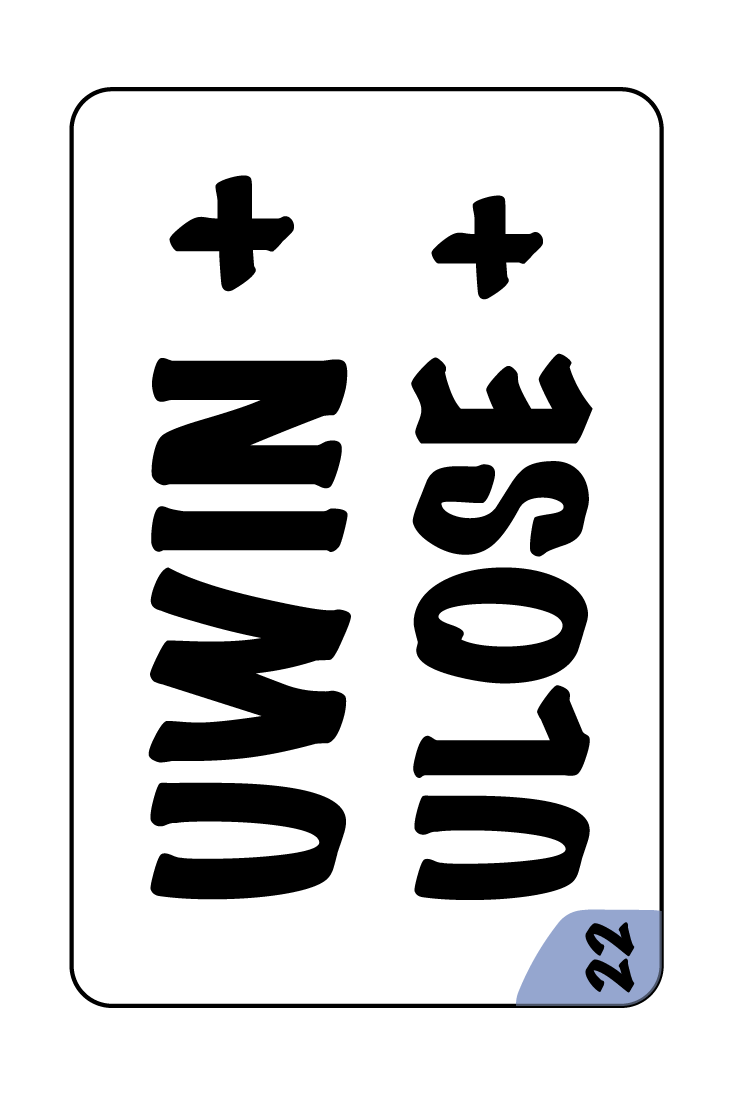 UWIN +
ULOSE +
22